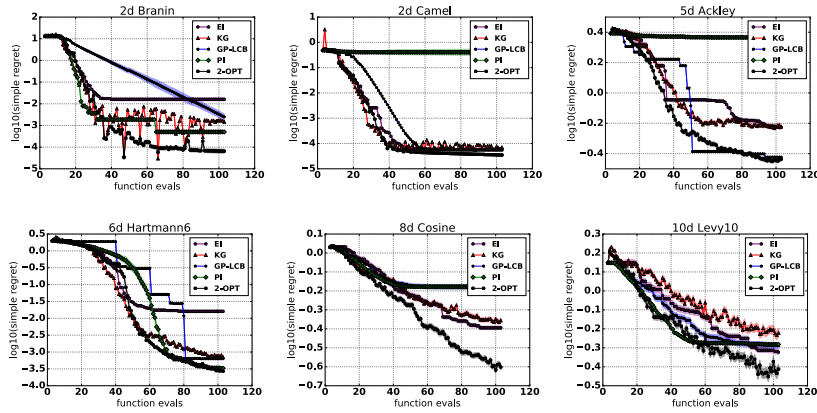 2d Branin
2
1
0
−1
−2
−3
−4
−5
log10(simple regret)
0 20 40 60 80 100 120
function evals
EI
KG
GP-LCB
PI
2-OPT
2d Camel
1
0
−1
−2
−3
−4
−5
log10(simple regret)
0 20 40 60 80 100 120
function evals
EI
KG
GP-LCB
PI
2-OPT
5d Ackley
0.4
0.2
0.0
−0.2
−0.4
log10(simple regret)
0 20 40 60 80 100 120
function evals
EI
KG
GP-LCB
PI
2-OPT
6d Hartmann6
0.5
0.0
−0.5
−1.0
−1.5
−2.0
−2.5
−3.0
−3.5
−4.0
log10(simple regret)
0 20 40 60 80 100 120
function evals
EI
KG
GP-LCB
PI
2-OPT
8d Cosine
0.1
0.0
−0.1
−0.2
−0.3
−0.4
−0.5
−0.6
−0.7
log10(simple regret)
0 20 40 60 80 100 120
function evals
EI
KG
GP-LCB
PI
2-OPT
10d Levy10
0.3
0.2
0.1
0.0
−0.1
−0.2
−0.3
−0.4
−0.5
log10(simple regret)
0 20 40 60 80 100 120
function evals
EI
KG
GP-LCB
PI
2-OPT